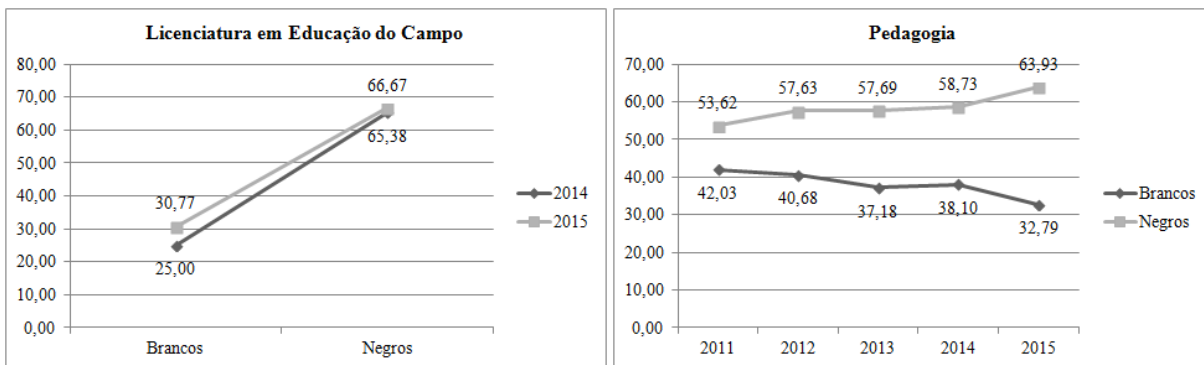 Licenciatura em Educação do Campo
80,00
70,00
60,00
50,00
40,00
30,00
20,00
10,00
0,00
66,67
65,38
30,77
25,00
Brancos Negros
2014
2015
Pedagogia
70,00
60,00
50,00
40,00
30,00
20,00
10,00
0,00
53,62 57,63 57,69 58,73 63,93
42,03 40,68 37,18 38,10 32,79
2011 2012 2013 2014 2015
Brancos
Negros